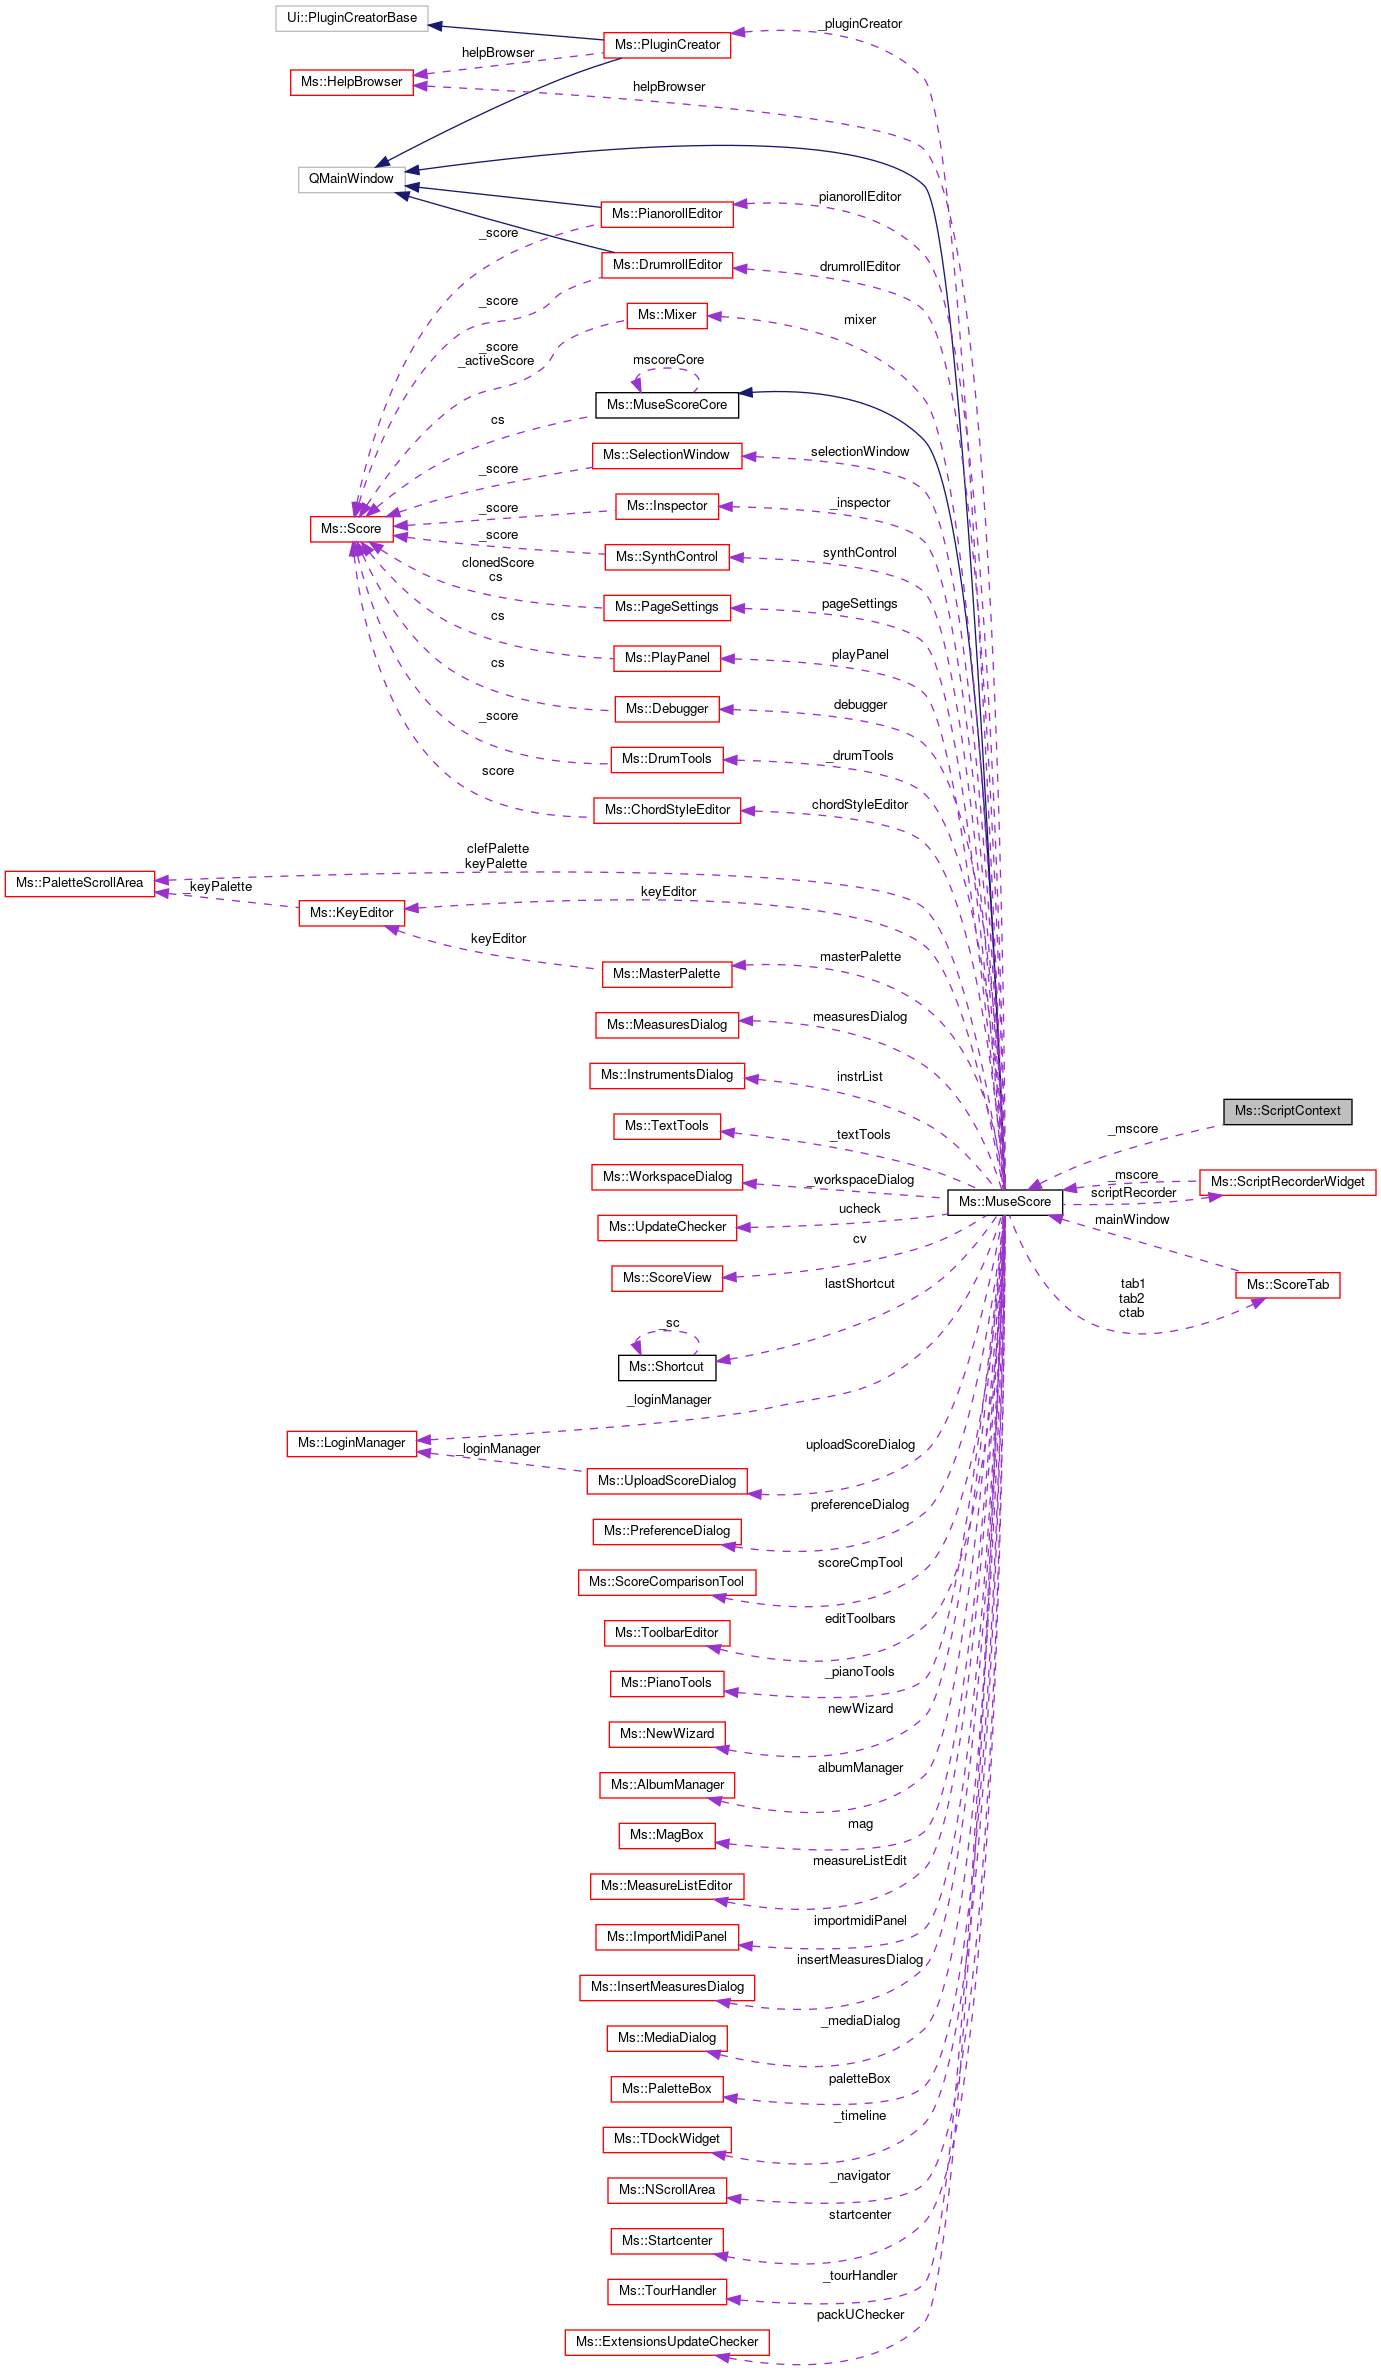 Ui::PluginCreatorBase
_pluginCreator
Ms::PluginCreator
helpBrowser
Ms::HelpBrowser
helpBrowser
QMainWindow
pianorollEditor
Ms::PianorollEditor
_score
Ms::DrumrollEditor
drumrollEditor
_score
Ms::Mixer
mixer
_score
_activeScore
mscoreCore
Ms::MuseScoreCore
cs
Ms::SelectionWindow
selectionWindow
_score
Ms::Inspector
_inspector
_score
Ms::Score
_score
Ms::SynthControl
synthControl
clonedScore
cs
Ms::PageSettings
pageSettings
cs
Ms::PlayPanel
playPanel
cs
Ms::Debugger
debugger
_score
Ms::DrumTools
_drumTools
score
Ms::ChordStyleEditor
chordStyleEditor
clefPalette
keyPalette
Ms::PaletteScrollArea
_keyPalette
Ms::KeyEditor
keyEditor
keyEditor
Ms::MasterPalette
masterPalette
Ms::MeasuresDialog
measuresDialog
Ms::InstrumentsDialog
instrList
Ms::ScriptContext
Ms::TextTools
_textTools
_mscore
Ms::WorkspaceDialog
_workspaceDialog
_mscore
Ms::ScriptRecorderWidget
scriptRecorder
Ms::MuseScore
Ms::UpdateChecker
ucheck
mainWindow
cv
Ms::ScoreView
lastShortcut
Ms::ScoreTab
tab1
tab2
ctab
_sc
Ms::Shortcut
_loginManager
Ms::LoginManager
_loginManager
uploadScoreDialog
Ms::UploadScoreDialog
preferenceDialog
Ms::PreferenceDialog
scoreCmpTool
Ms::ScoreComparisonTool
editToolbars
Ms::ToolbarEditor
_pianoTools
Ms::PianoTools
newWizard
Ms::NewWizard
albumManager
Ms::AlbumManager
mag
Ms::MagBox
measureListEdit
Ms::MeasureListEditor
importmidiPanel
Ms::ImportMidiPanel
insertMeasuresDialog
Ms::InsertMeasuresDialog
_mediaDialog
Ms::MediaDialog
paletteBox
Ms::PaletteBox
_timeline
Ms::TDockWidget
_navigator
Ms::NScrollArea
startcenter
Ms::Startcenter
_tourHandler
Ms::TourHandler
packUChecker
Ms::ExtensionsUpdateChecker